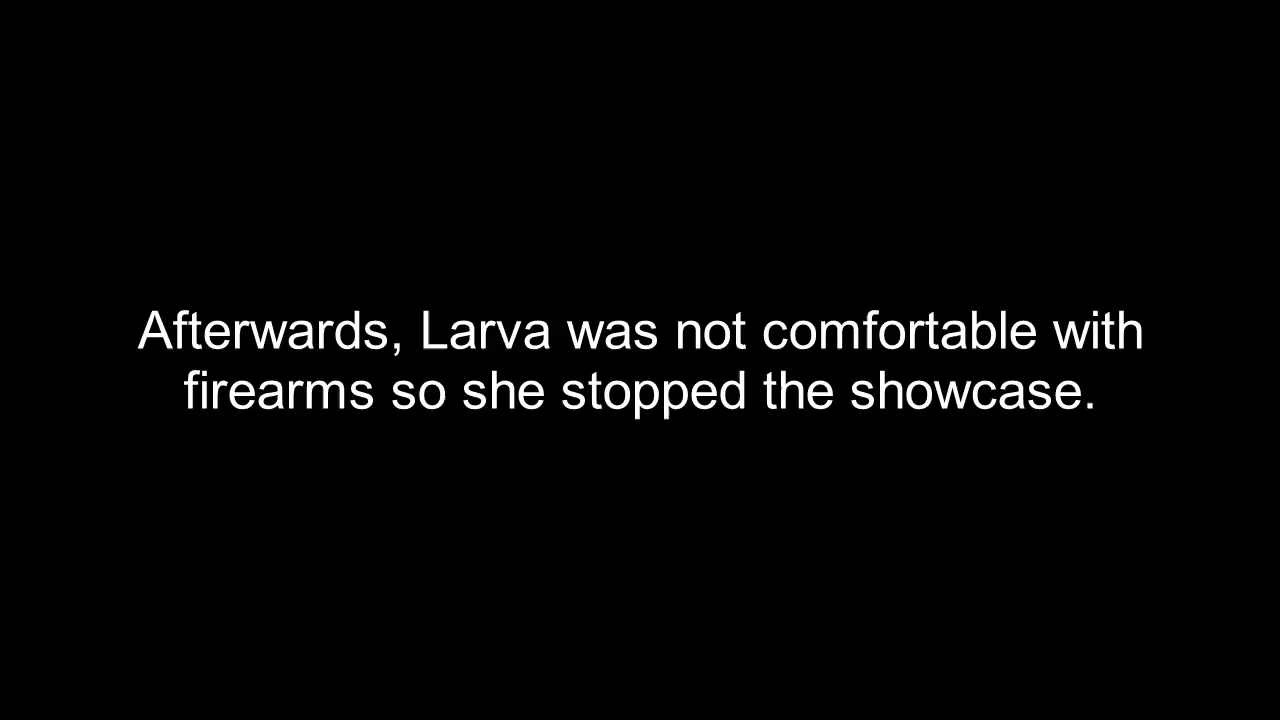 Afterwards, Larva was not comfortable with
firearms so she stopped the showcase.